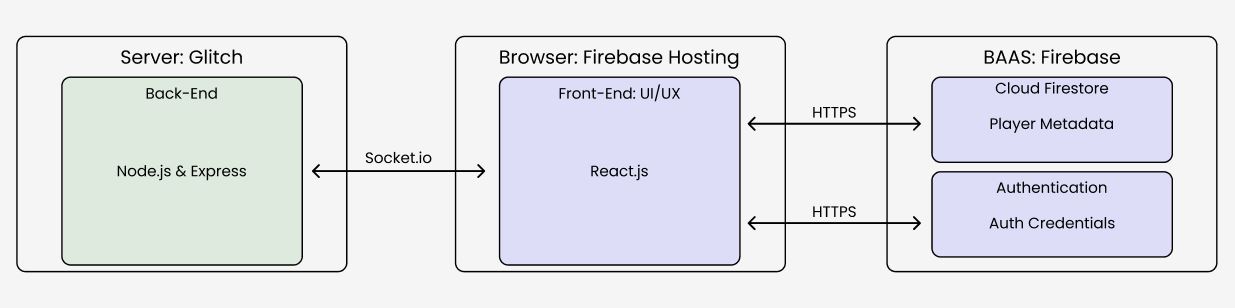 Server: Glitch
Back-End
Node.js & Express
Socket.io
Browser: Firebase Hosting
Front-End: UI/UX
React.js
HTTPS
HTTPS
BAAS: Firebase
Cloud Firestore
Player Metadata
Authentication
Auth Credentials